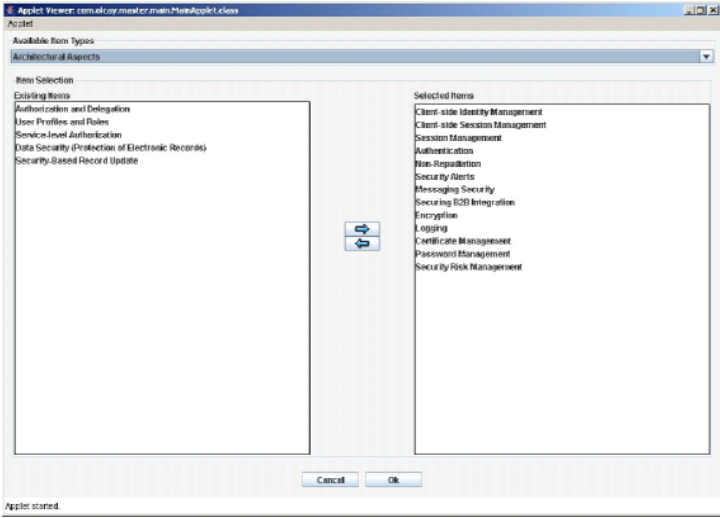 Applet Viewer: com.olcay.master.main.MainApplet.class
Applet
Available Item Types
Architectural Aspects
Item Selection
Existing Items
Authorization and Delegation
User Profiles and Roles
Service-level Authorization
Data Security (Protection of Electronic Records)
Security-Based Record Update
Selected Items
Client-side Identity Management
Client-side Session Management
Session Management
Authentication
Non-Repudiation
Security Alerts
Messaging Security
Securing B2B Integration
Encryption
Logging
Certificate Management
Password Management
Security Risk Management
Cancel
Ok
Applet started.